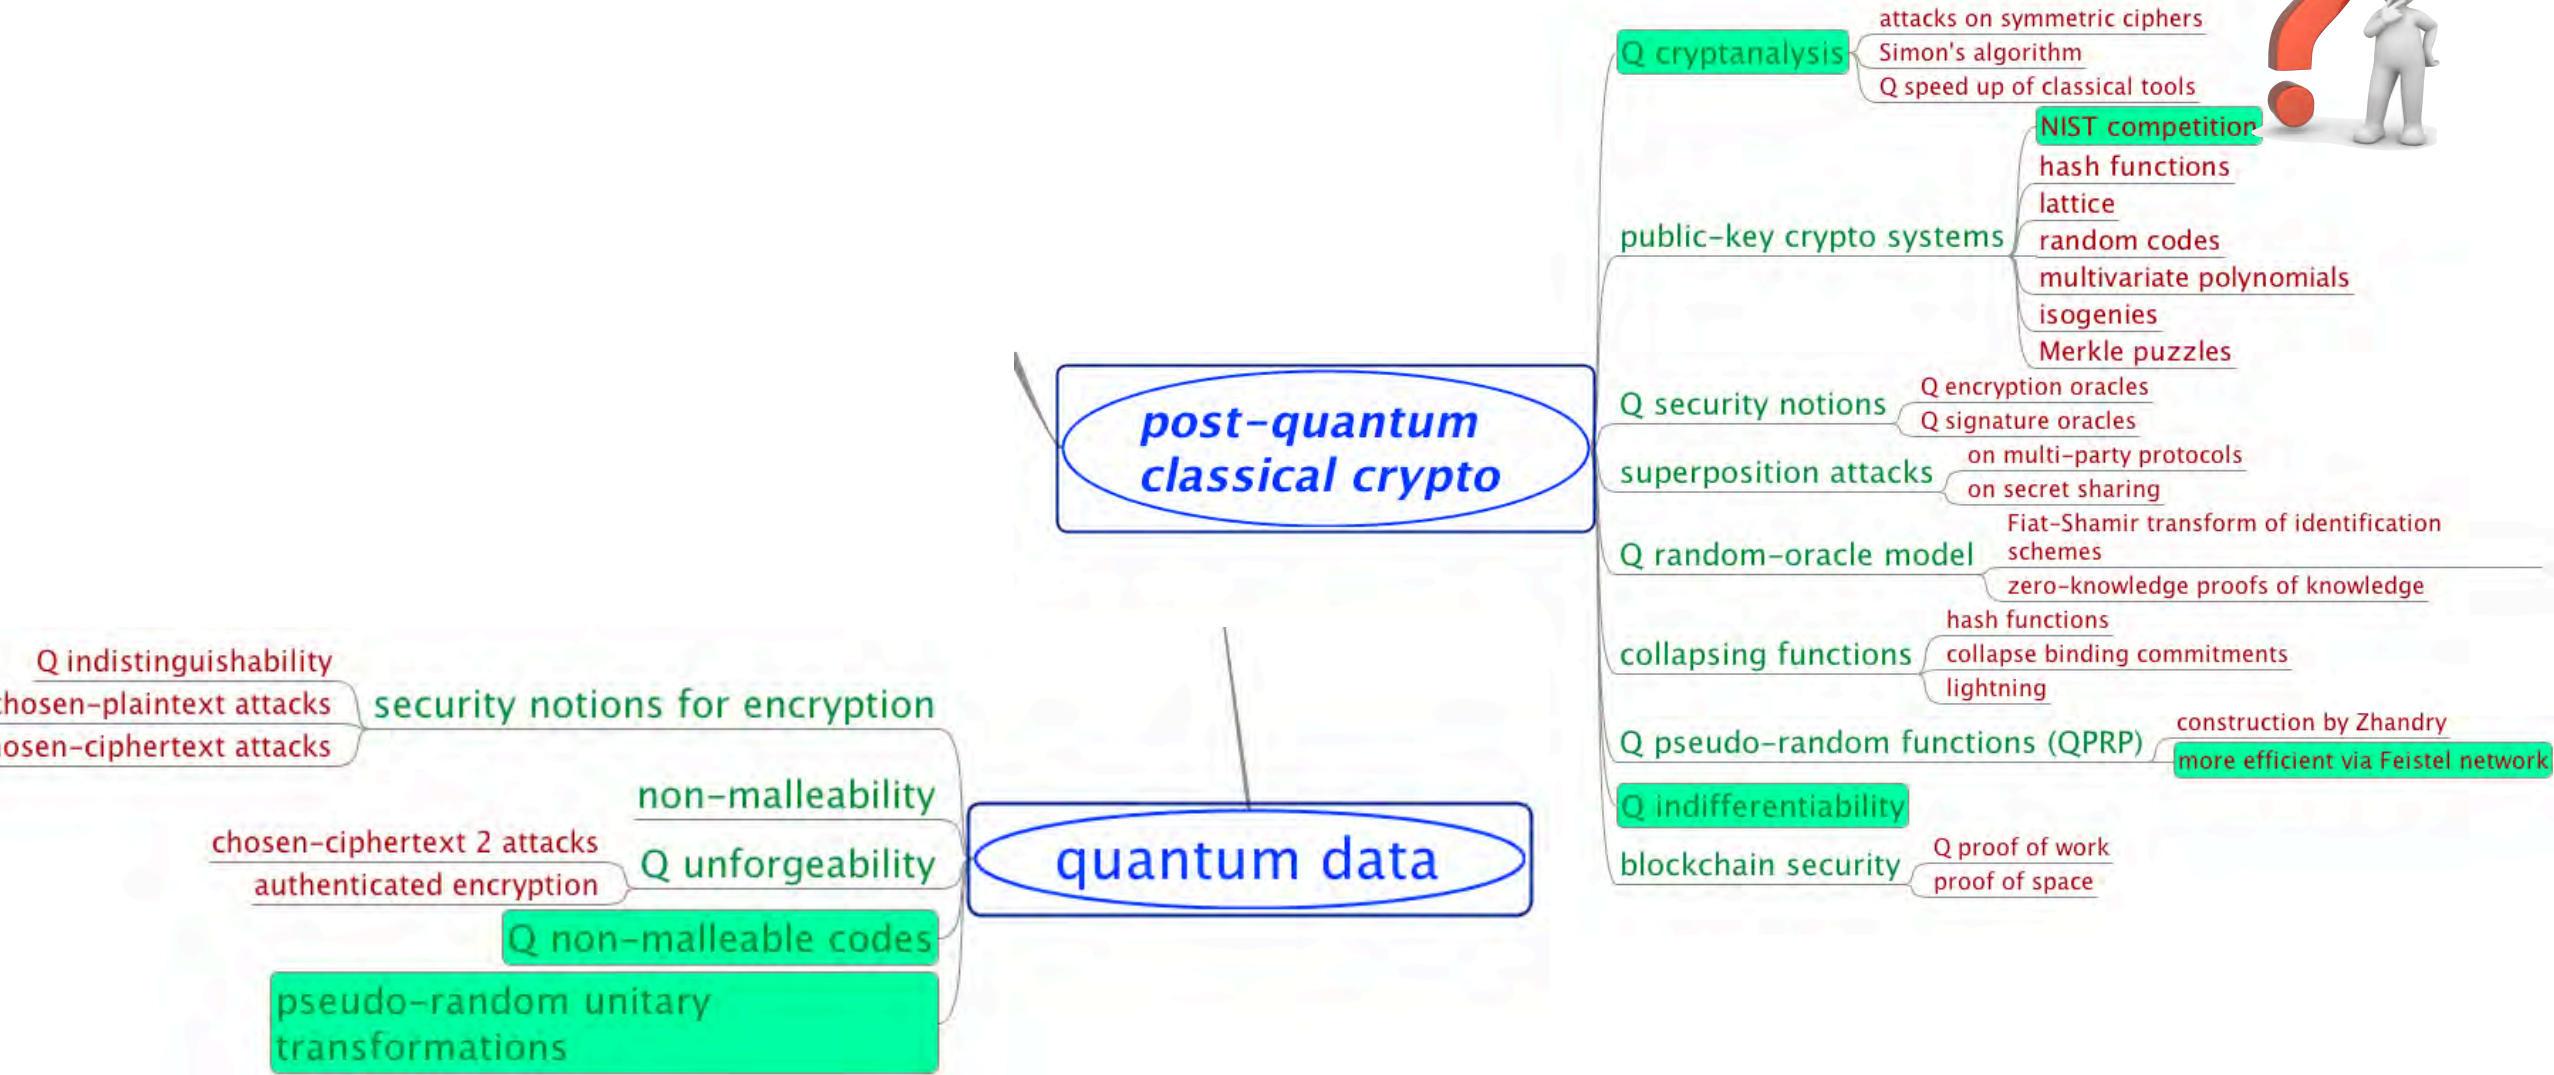 attacks on symmetric ciphers
Q cryptanalysis
Simon's algorithm
Q speed up of classical tools
NIST competition
hash functions
lattice
public-key crypto systems
random codes
multivariate polynomials
isogenies
Merkle puzzles
post-quantum
classical crypto
Q security notions
Q encryption oracles
Q signature oracles
superposition attacks
on multi-party protocols
on secret sharing
Q random-oracle model
Fiat-Shamir transform of identification
schemes
zero-knowledge proofs of knowledge
collapsing functions
hash functions
collapse binding commitments
lightning
Q pseudo-random functions (QPRP)
construction by Zhandry
more efficient via Feistel network
Q indifferentiability
blockchain security
Q proof of work
proof of space
quantum data
security notions for encryption
Q indistinguishability
attacks
attacks
non-malleability
Q unforgeability
chosen-ciphertext 2 attacks
authenticated encryption
Q non-malleable codes
pseudo-random unitary
transformations